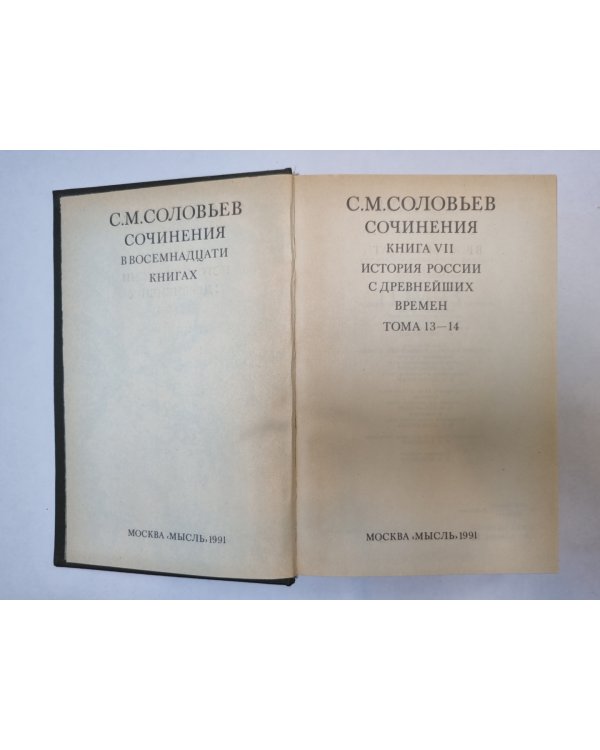 С.М.СОЛОВЬЕВ
СОЧИНЕНИЯ
В ВОСЕМНАДЦАТИ
КНИГАХ
МОСКВА «МЫСЛЬ» 1991
С.М.СОЛОВЬЕВ
СОЧИНЕНИЯ
КНИГА VII
ИСТОРИЯ РОССИИ
С ДРЕВНЕЙШИХ
ВРЕМЕН
ТОМА 13—14
МОСКВА «МЫСЛЬ» 1991